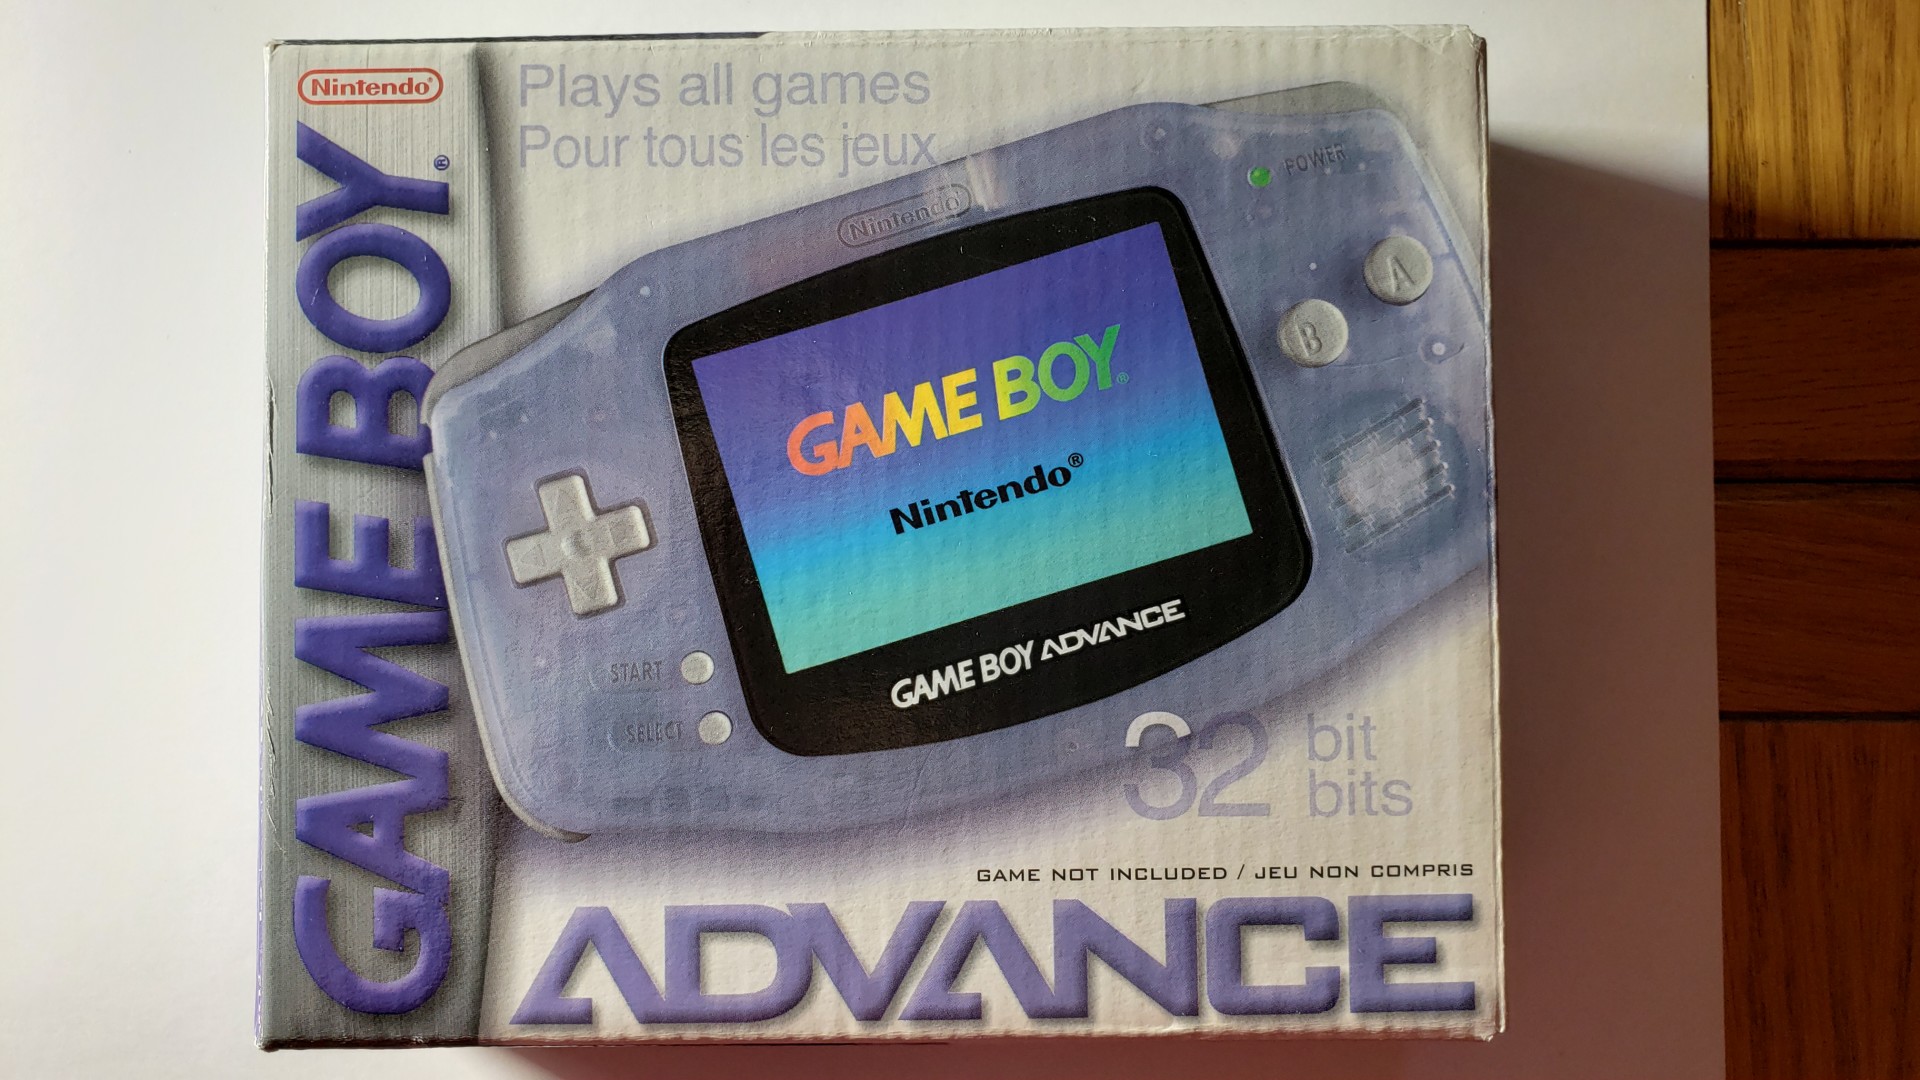 Nintendo®
GAME BOY®
Plays all games
Pour tous les jeux
Nintendo®
POWER
A
B
GAME BOY®
Nintendo®
START
SELECT
GAME BOY ADVANCE
32 bit
bits
GAME NOT INCLUDED / JEU NON COMPRIS
ADVANCE